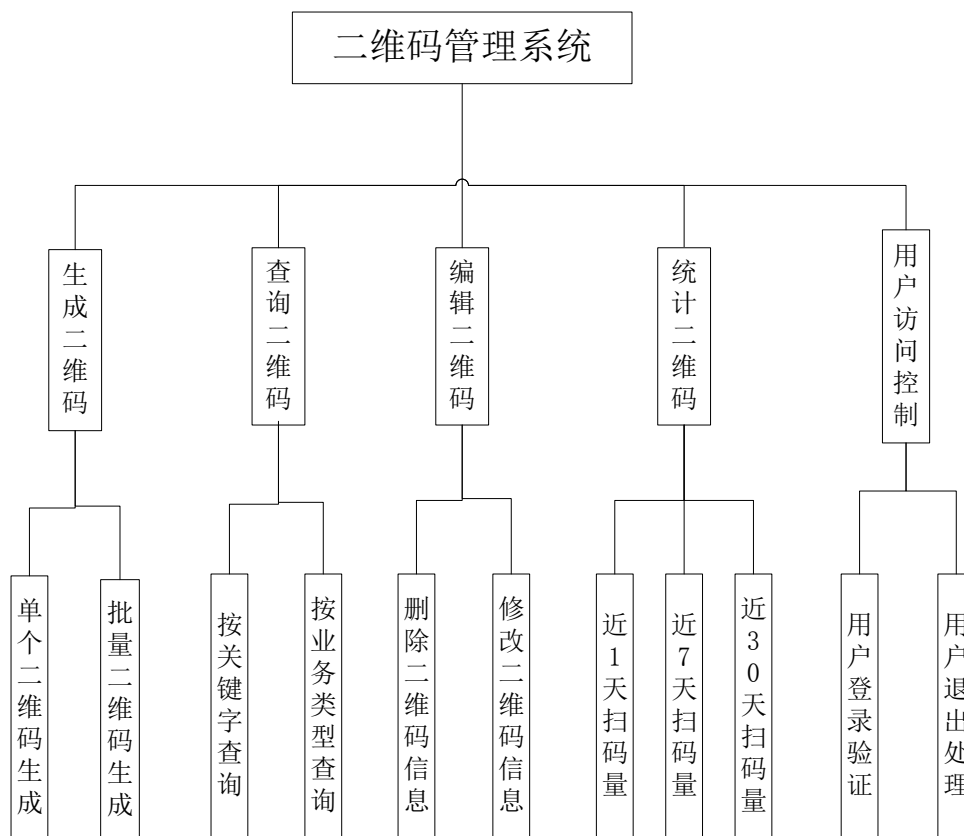 二维码管理系统
生成二维码
查询二维码
编辑二维码
统计二维码
用户访问控制
单个二维码生成
批量二维码生成
按关键字查询
按业务类型查询
删除二维码信息
修改二维码信息
近1天扫码量
近7天扫码量
近30天扫码量
用户登录验证
用户退出处理